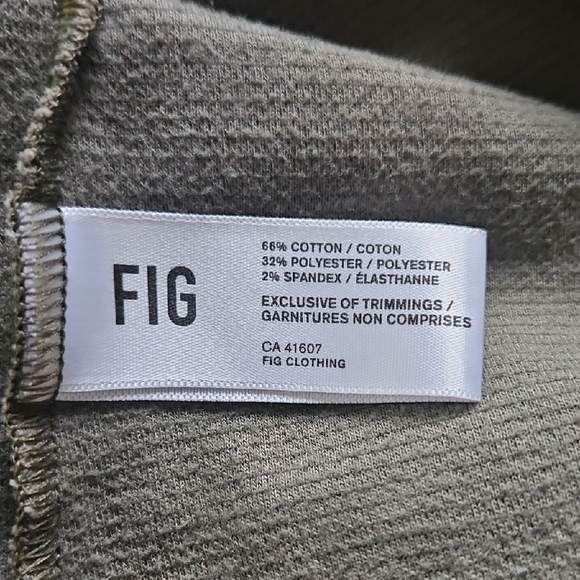 FIG
66% COTTON / COTON
32% POLYESTER / POLYESTER
2% SPANDEX / ÉLASTHANNE
EXCLUSIVE OF TRIMMINGS /
GARNITURES NON COMPRISES
CA 41607
FIG CLOTHING